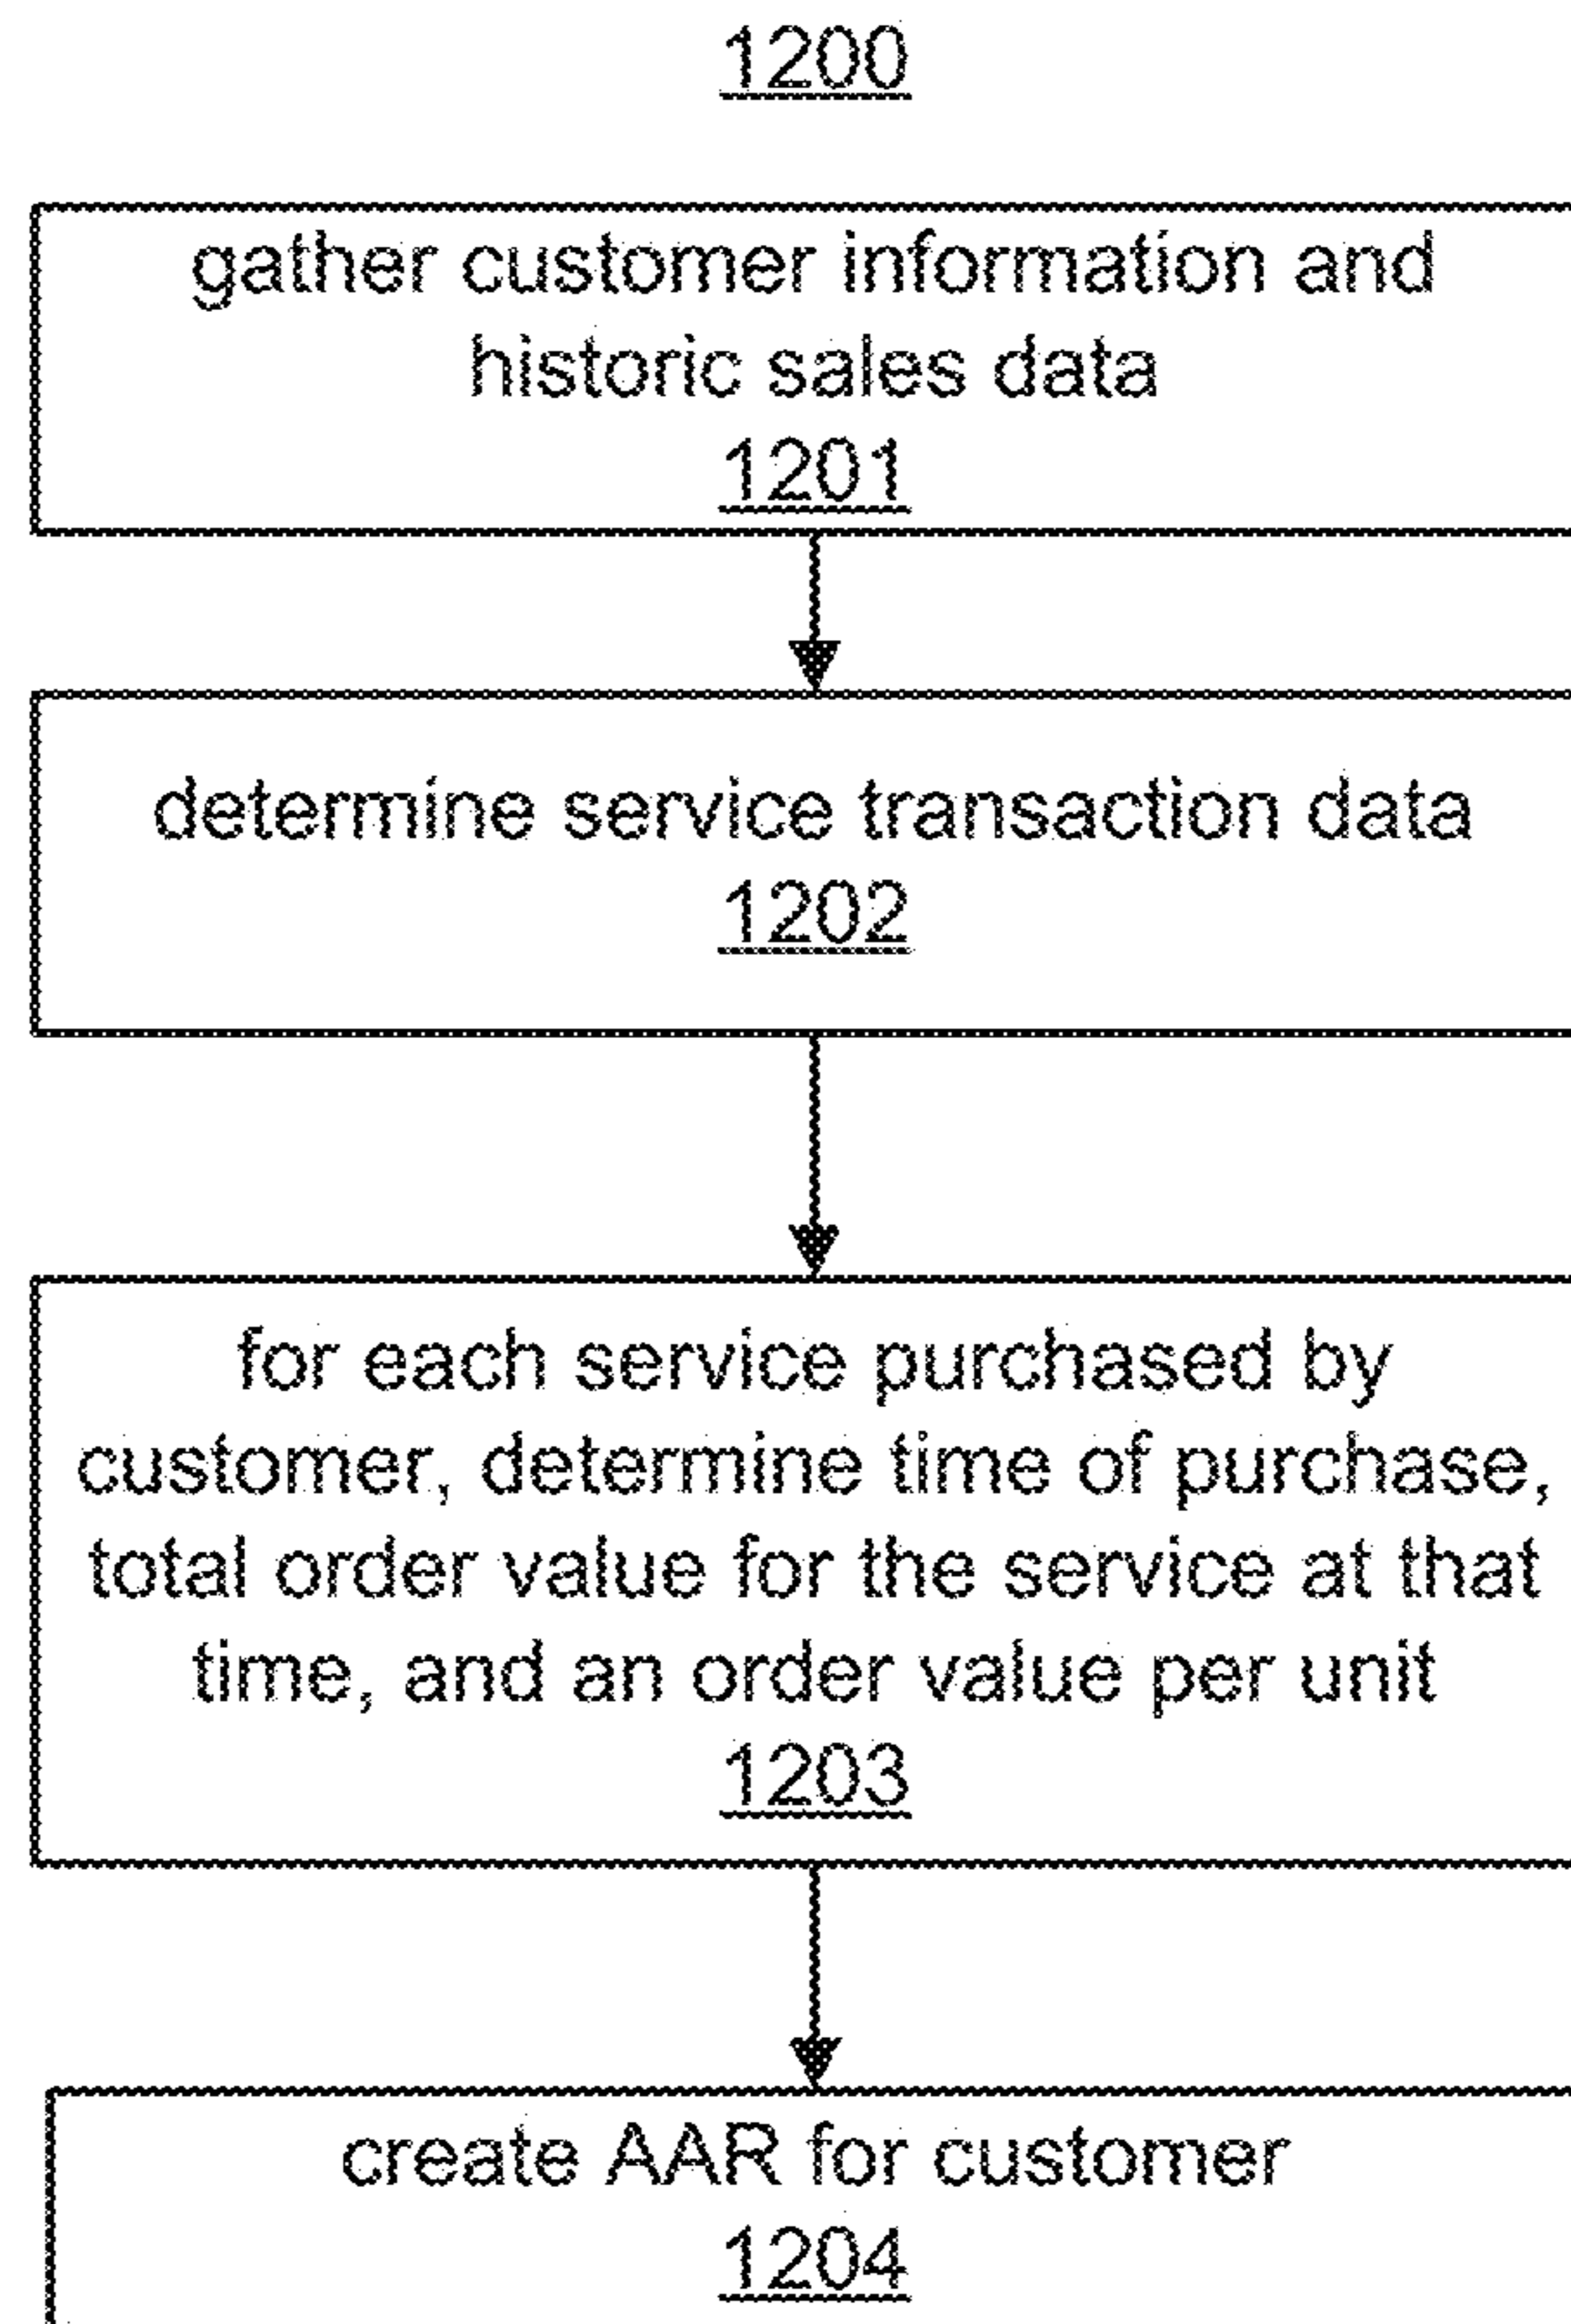 1200
gather customer information and
historic sales data
1201
determine service transaction data
1202
for each service purchased by
customer, determine time of purchase,
total order value for the service at that
time, and an order value per unit
1203
create AAR for customer
1204